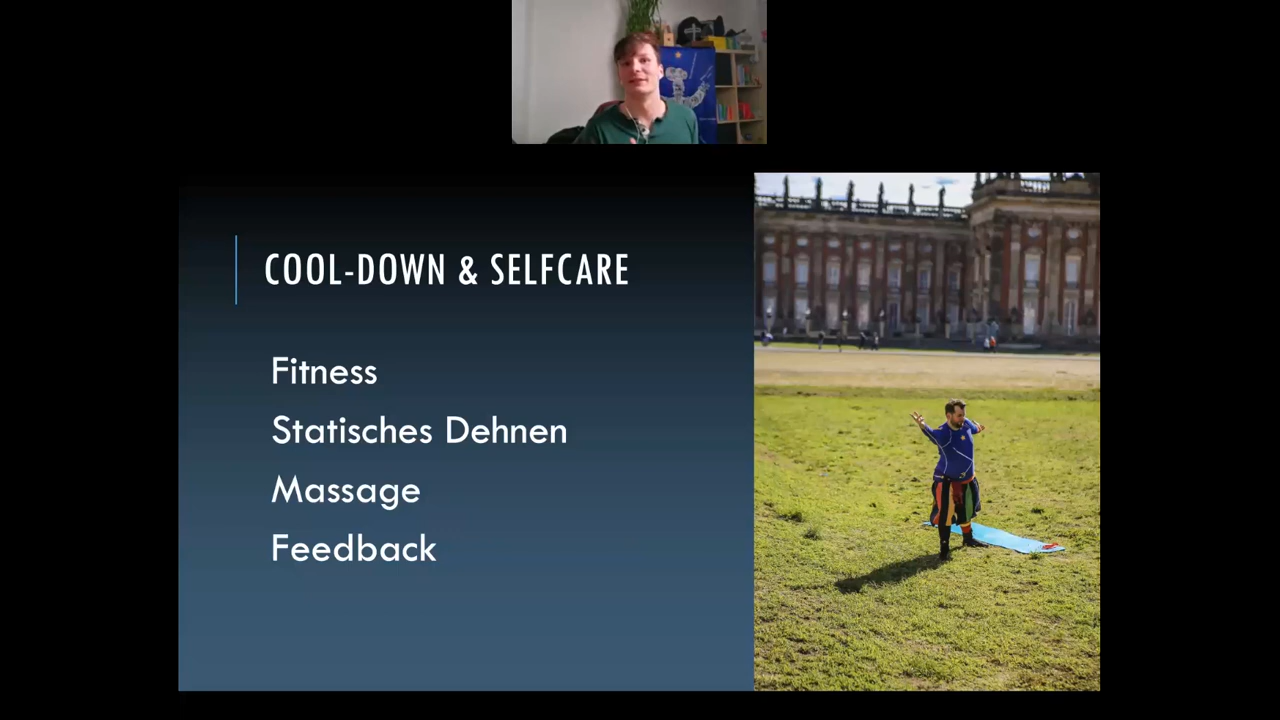 COOL-DOWN & SELFCARE
Fitness
Statisches Dehnen
Massage
Feedback